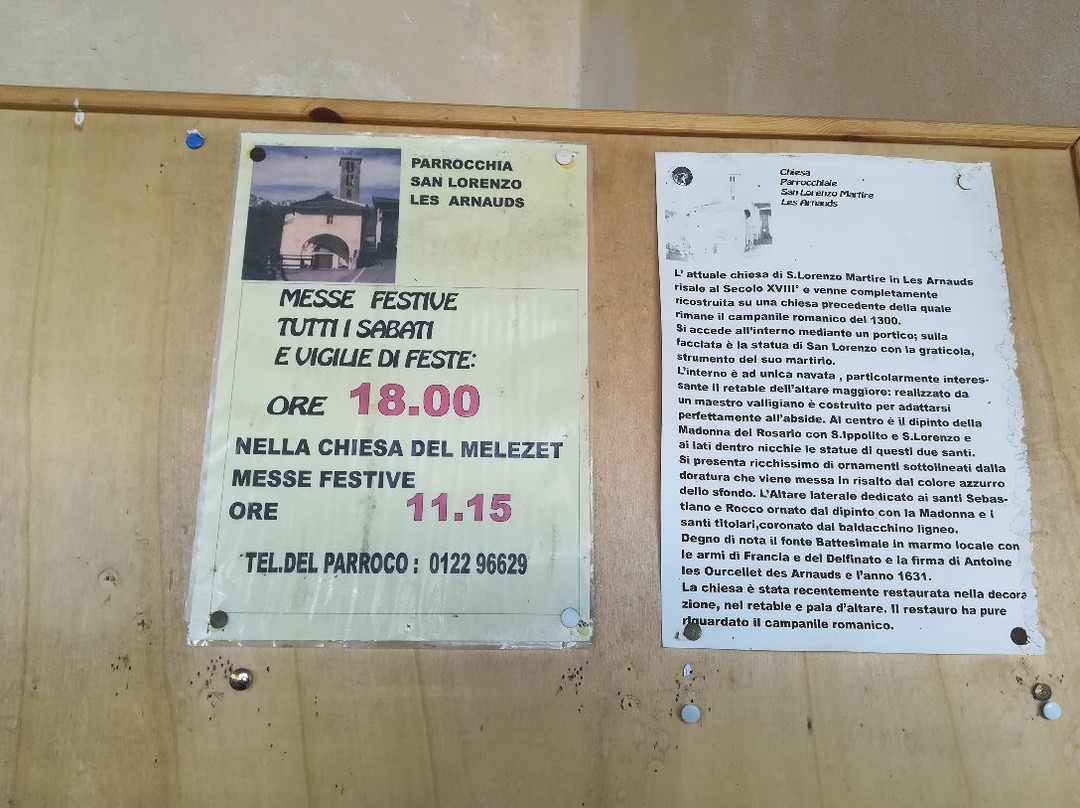 PARROCCHIA
SAN LORENZO
LES ARNAUDS
MESSE FESTIVE
TUTTI I SABATI
E VIGILIE DI FESTE:
ORE 18.00
NELLA CHIESA DEL MELEZET
MESSE FESTIVE
ORE 11.15
TEL.DEL PARROCO : 0122 96629
Chiesa
Parrocchiale
San Lorenzo Martire
Les Arnauds
L' attuale chiesa di S.Lorenzo Martire in Les Arnauds
risale al Secolo XVIII° e venne completamente
ricostruita su una chiesa precedente della quale
rimane il campanile romanico del 1300.
Si accede all'interno mediante un portico; sulla
facciata è la statua di San Lorenzo con la graticola,
strumento del suo martirio.
L'interno è ad unica navata , particolarmente interes-
sante il retable dell'altare maggiore: realizzato da
un maestro valligiano è costruito per adattarsi
perfettamente all'abside. Al centro è il dipinto della
Madonna del Rosario con S.Ippolito e S.Lorenzo e
ai lati dentro nicchie le statue di questi due santi.
Si presenta ricchissimo di ornamenti sottolineati dalla
doratura che viene messa in risalto dal colore azzurro
dello sfondo. L'Altare laterale dedicato ai santi Sebas-
tiano e Rocco ornato dal dipinto con la Madonna e i
santi titolari,coronato dal baldacchino ligneo.
Degno di nota il fonte Battesimale in marmo locale con
le armi di Francia e del Delfinato e la firma di Antoine
les Ourcellet des Arnauds e l'anno 1631.
La chiesa è stata recentemente restaurata nella decora
zione, nel retable e pala d'altare. Il restauro ha pure
riguardato il campanile romanico.